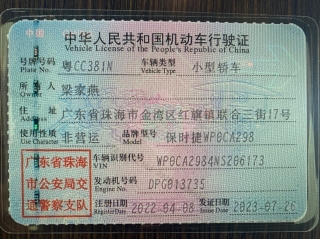 中国
中华人民共和国机动车行驶证
Vehicle License of the People's Republic of China
号牌号码 粤CC381N 车辆类型 小型轿车
Plate No. Vehicle Type
所有人 梁家燕
Owner
住址 广东省珠海市金湾区红旗镇联合三街17号
Address
使用性质 非营运 品牌型号 保时捷WP0CA298
Use Character Model
广东省珠海
市公安局交
通警察支队
车辆识别代号 WP0CA2984NS206173
VIN
发动机号码 DPG813735
Engine No.
注册日期 2022-04-08 发证日期 2023-07-26
Register Date Issue Date